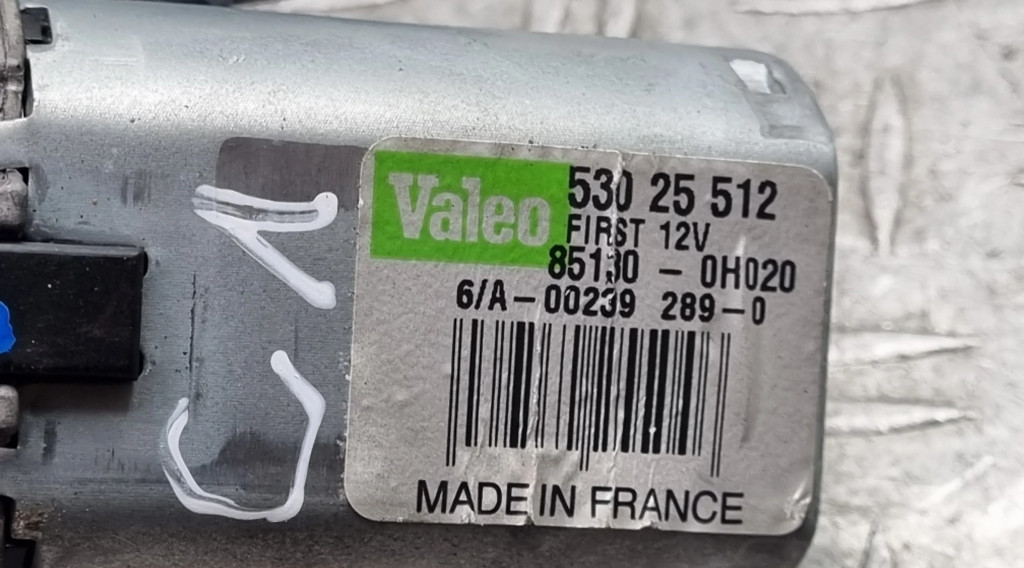 Valeo
530 25 512
FIRST 12V
85130 - 0H020
6/A - 00239 289 - 0
MADE IN FRANCE